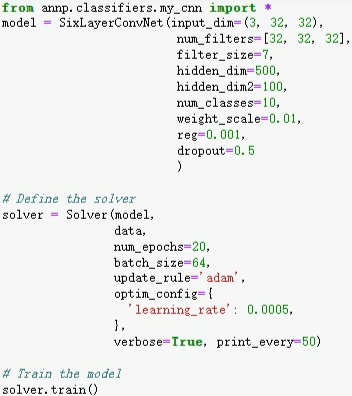 from annp.classifiers.my_cnn import *
model = SixLayerConvNet(input_dim=(3, 32, 32),
num_filters=[32, 32, 32],
filter_size=7,
hidden_dim=500,
hidden_dim2=100,
num_classes=10,
weight_scale=0.01,
reg=0.001,
dropout=0.5
)
# Define the solver
solver = Solver(model,
data,
num_epochs=20,
batch_size=64,
update_rule='adam',
optim_config={
'learning_rate': 0.0005,
},
verbose=True, print_every=50)
# Train the model
solver.train()